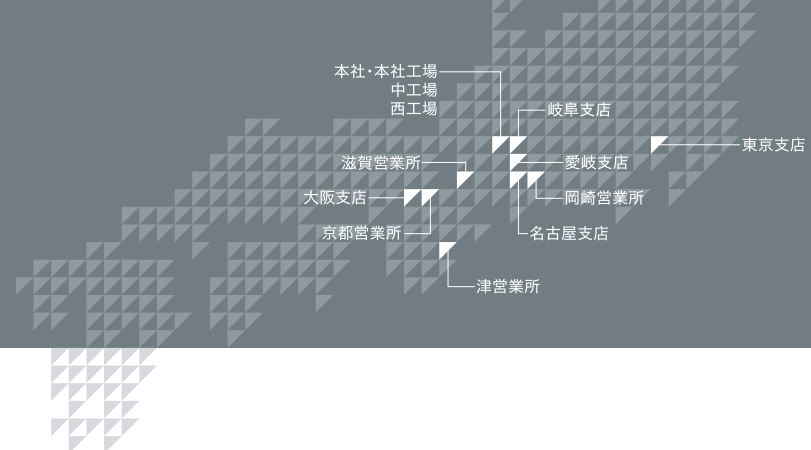 本社・本社工場
中工場
西工場
岐阜支店
東京支店
滋賀営業所
愛岐支店
大阪支店
岡崎営業所
京都営業所
名古屋支店
津営業所